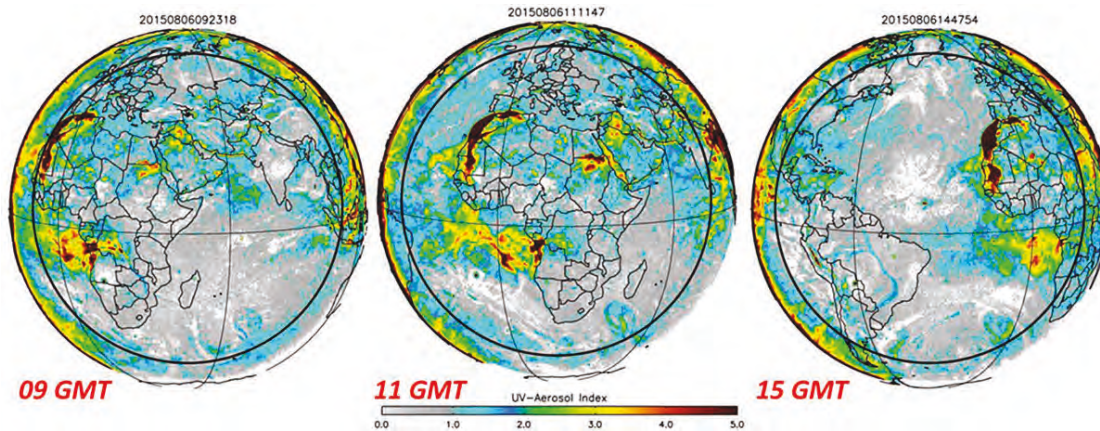 20150806092318
20150806111147
20150806144754
09 GMT
11 GMT
15 GMT
UV-Aerosol Index
0.0 1.0 2.0 3.0 4.0 5.0